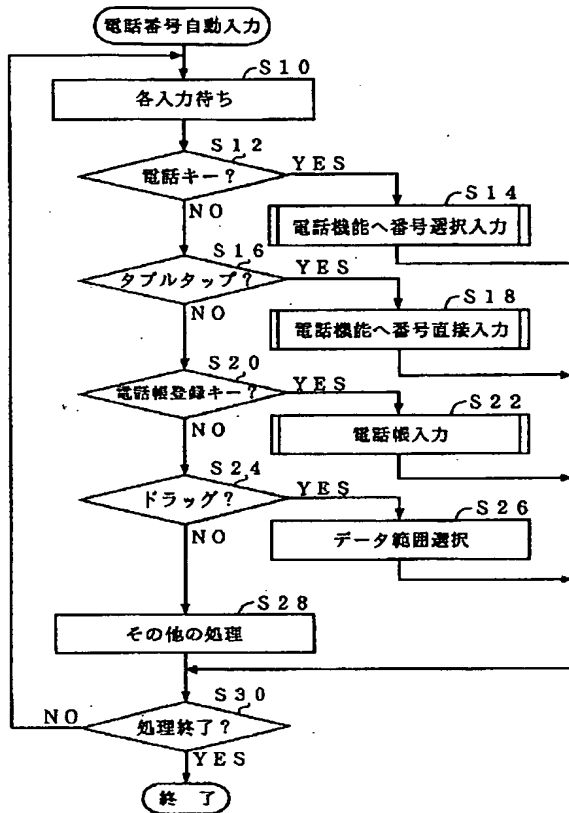 電話番号自動入力
S10
各入力待ち
S12
電話キー?
YES
NO
S14
電話機能へ番号選択入力
S16
タブルタップ?
YES
NO
S18
電話機能へ番号直接入力
S20
電話帳登録キー?
YES
NO
S22
電話帳入力
S24
ドラッグ?
YES
NO
S26
データ範囲選択
S28
その他の処理
S30
処理終了?
NO
YES
終了